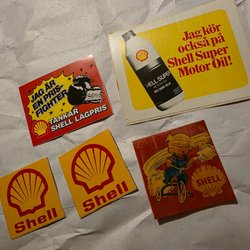 JAG ÄR
EN PRIS-
FIGHTER
TANKAR
SHELL LAGPRIS
Jag kör
också på
Shell Super
Motor Oil!
SHELL SUPER
Shell
Shell
SHELL